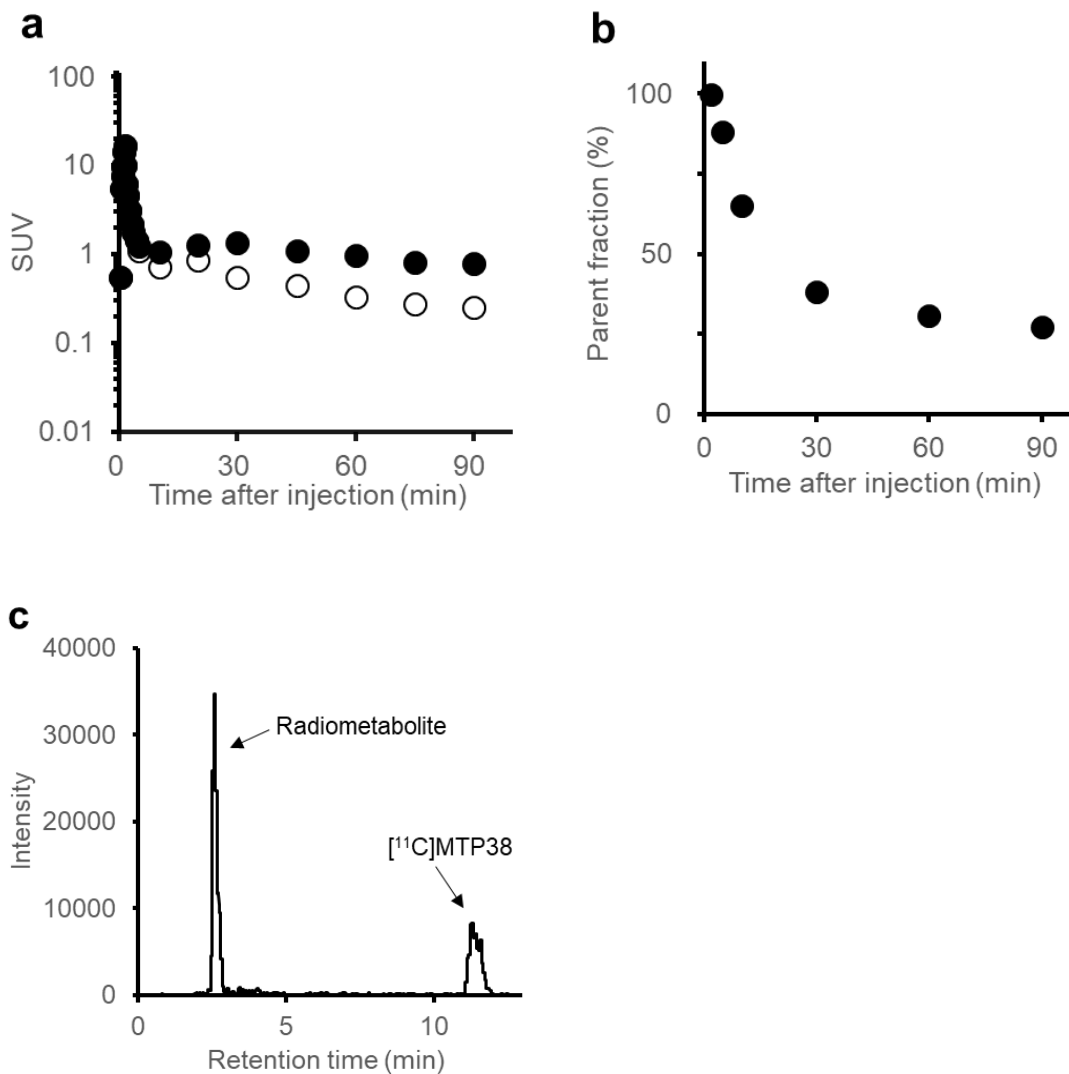 a
100
10
1
0.1
0.01
SUV
0 30 60 90
Time after injection (min)
b
100
50
0
Parent fraction (%)
0 30 60 90
Time after injection (min)
c
40000
30000
20000
10000
0
Intensity
Radiometabolite
[¹¹C]MTP38
0 5 10
Retention time (min)